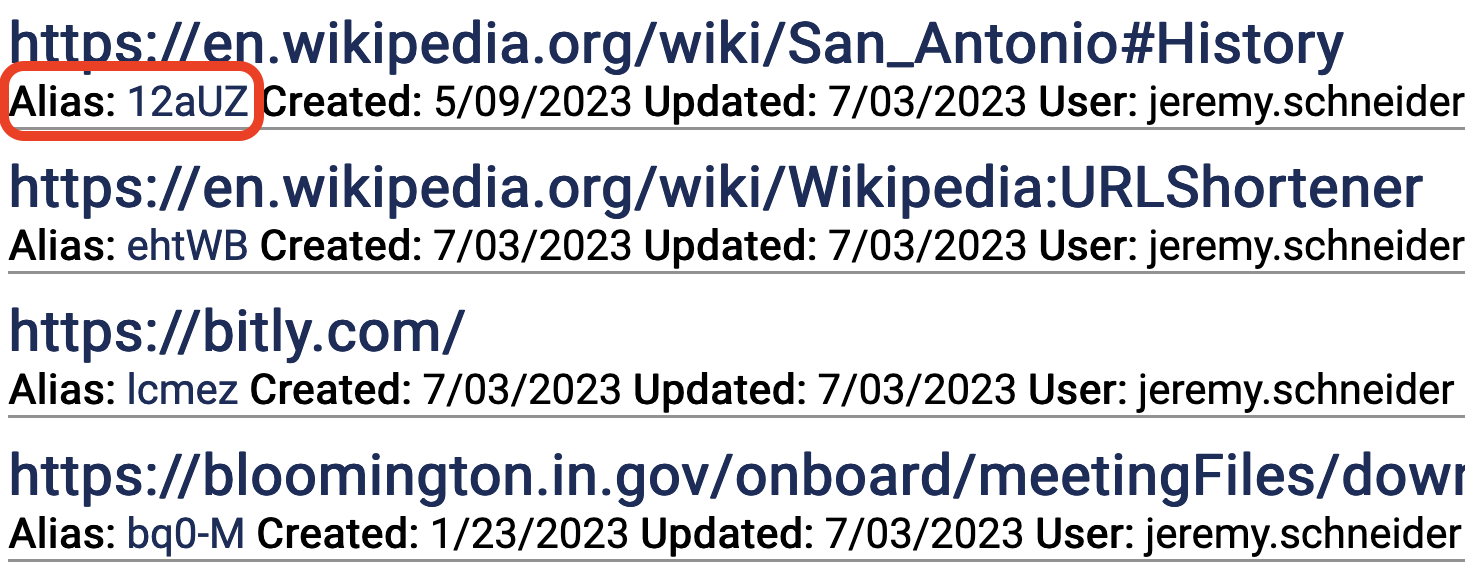 https://en.wikipedia.org/wiki/San_Antonio#History
Alias: 12aUZ Created: 5/09/2023 Updated: 7/03/2023 User: jeremy.schneider
https://en.wikipedia.org/wiki/Wikipedia:URLShortener
Alias: ehtWB Created: 7/03/2023 Updated: 7/03/2023 User: jeremy.schneider
https://bitly.com/
Alias: lcmez Created: 7/03/2023 Updated: 7/03/2023 User: jeremy.schneider
https://bloomington.in.gov/onboard/meetingFiles/dow
Alias: bq0-M Created: 1/23/2023 Updated: 7/03/2023 User: jeremy.schneider